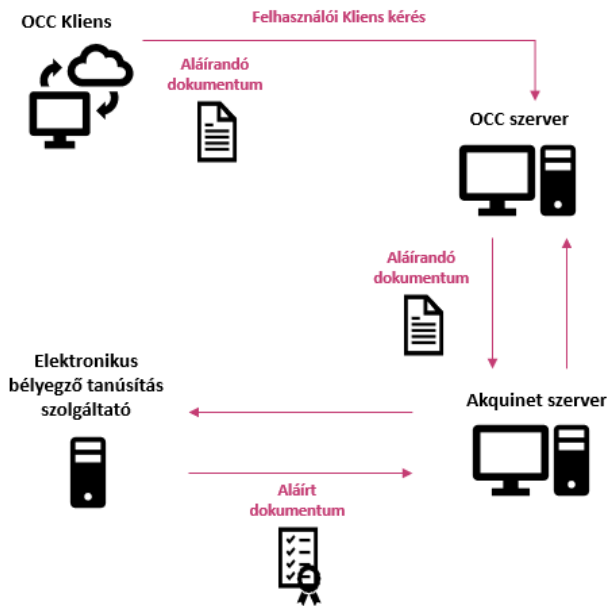 OCC Kliens
Felhasználói Kliens kérés
Aláírandó
dokumentum
OCC szerver
Aláírandó
dokumentum
Elektronikus
bélyegző tanúsítás
szolgáltató
Akquinet szerver
Aláírt
dokumentum